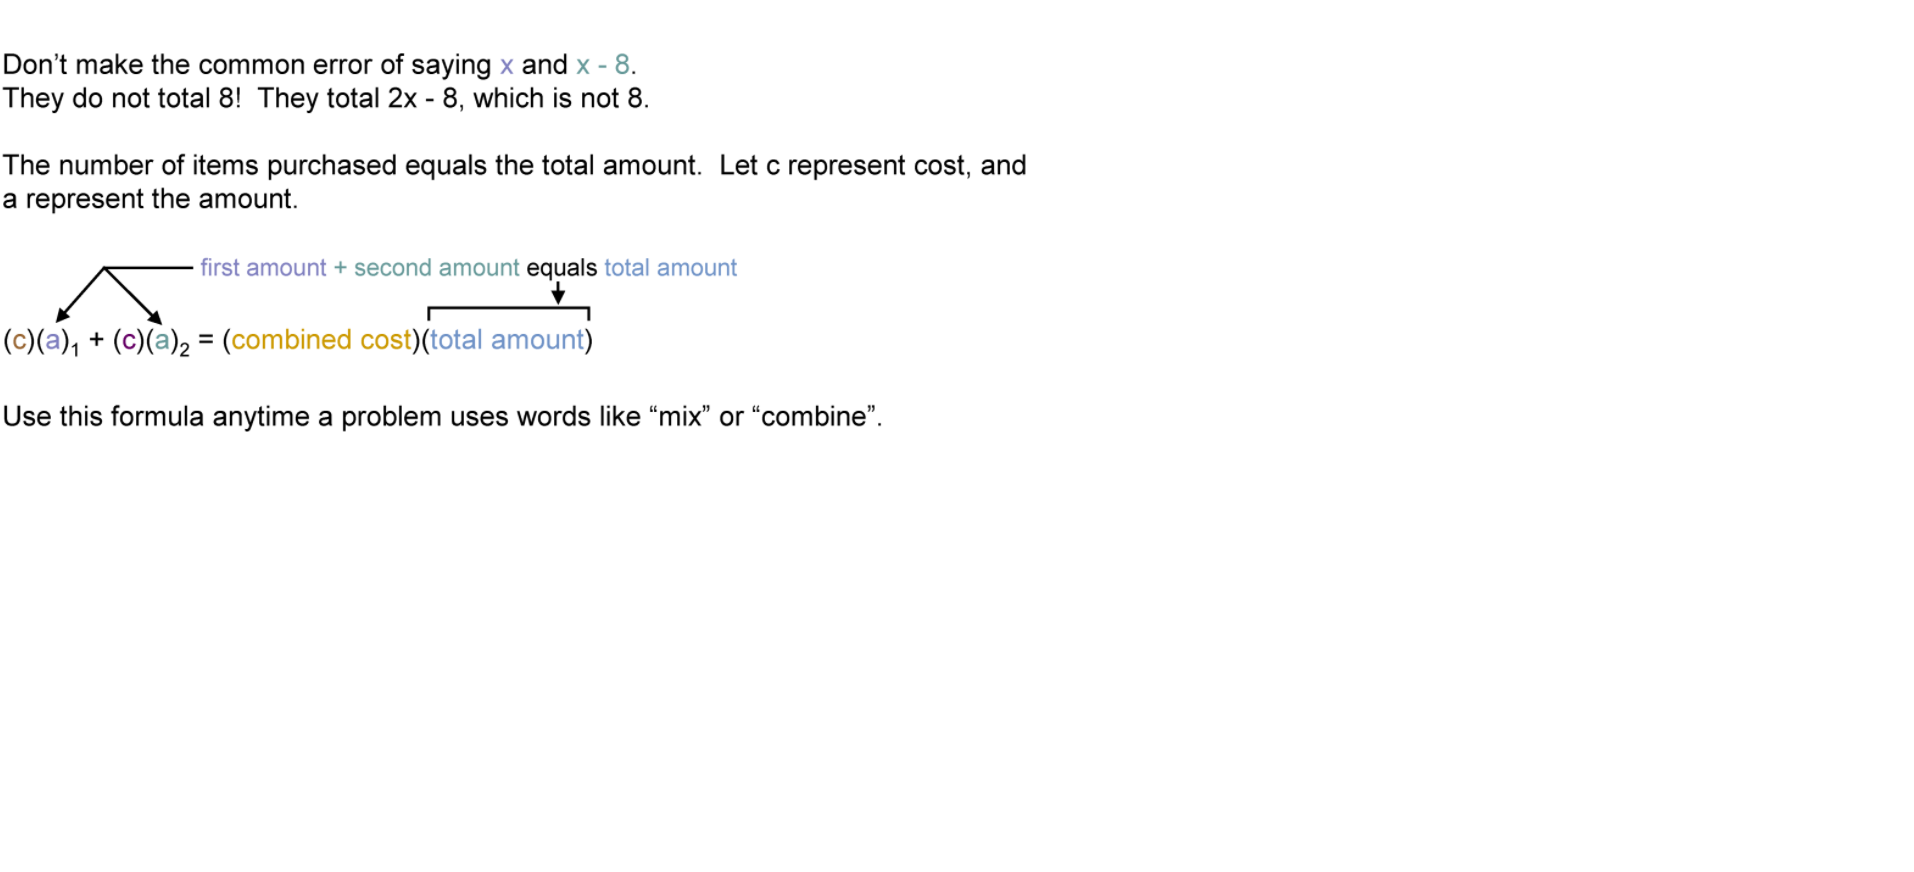 Don’t make the common error of saying x and x - 8.
They do not total 8!  They total 2x - 8, which is not 8.
The number of items purchased equals the total amount.  Let c represent cost, and
a represent the amount.
first amount + second amount equals total amount
(c)(a)₁ + (c)(a)₂ = (combined cost)(total amount)
Use this formula anytime a problem uses words like “mix” or “combine”.